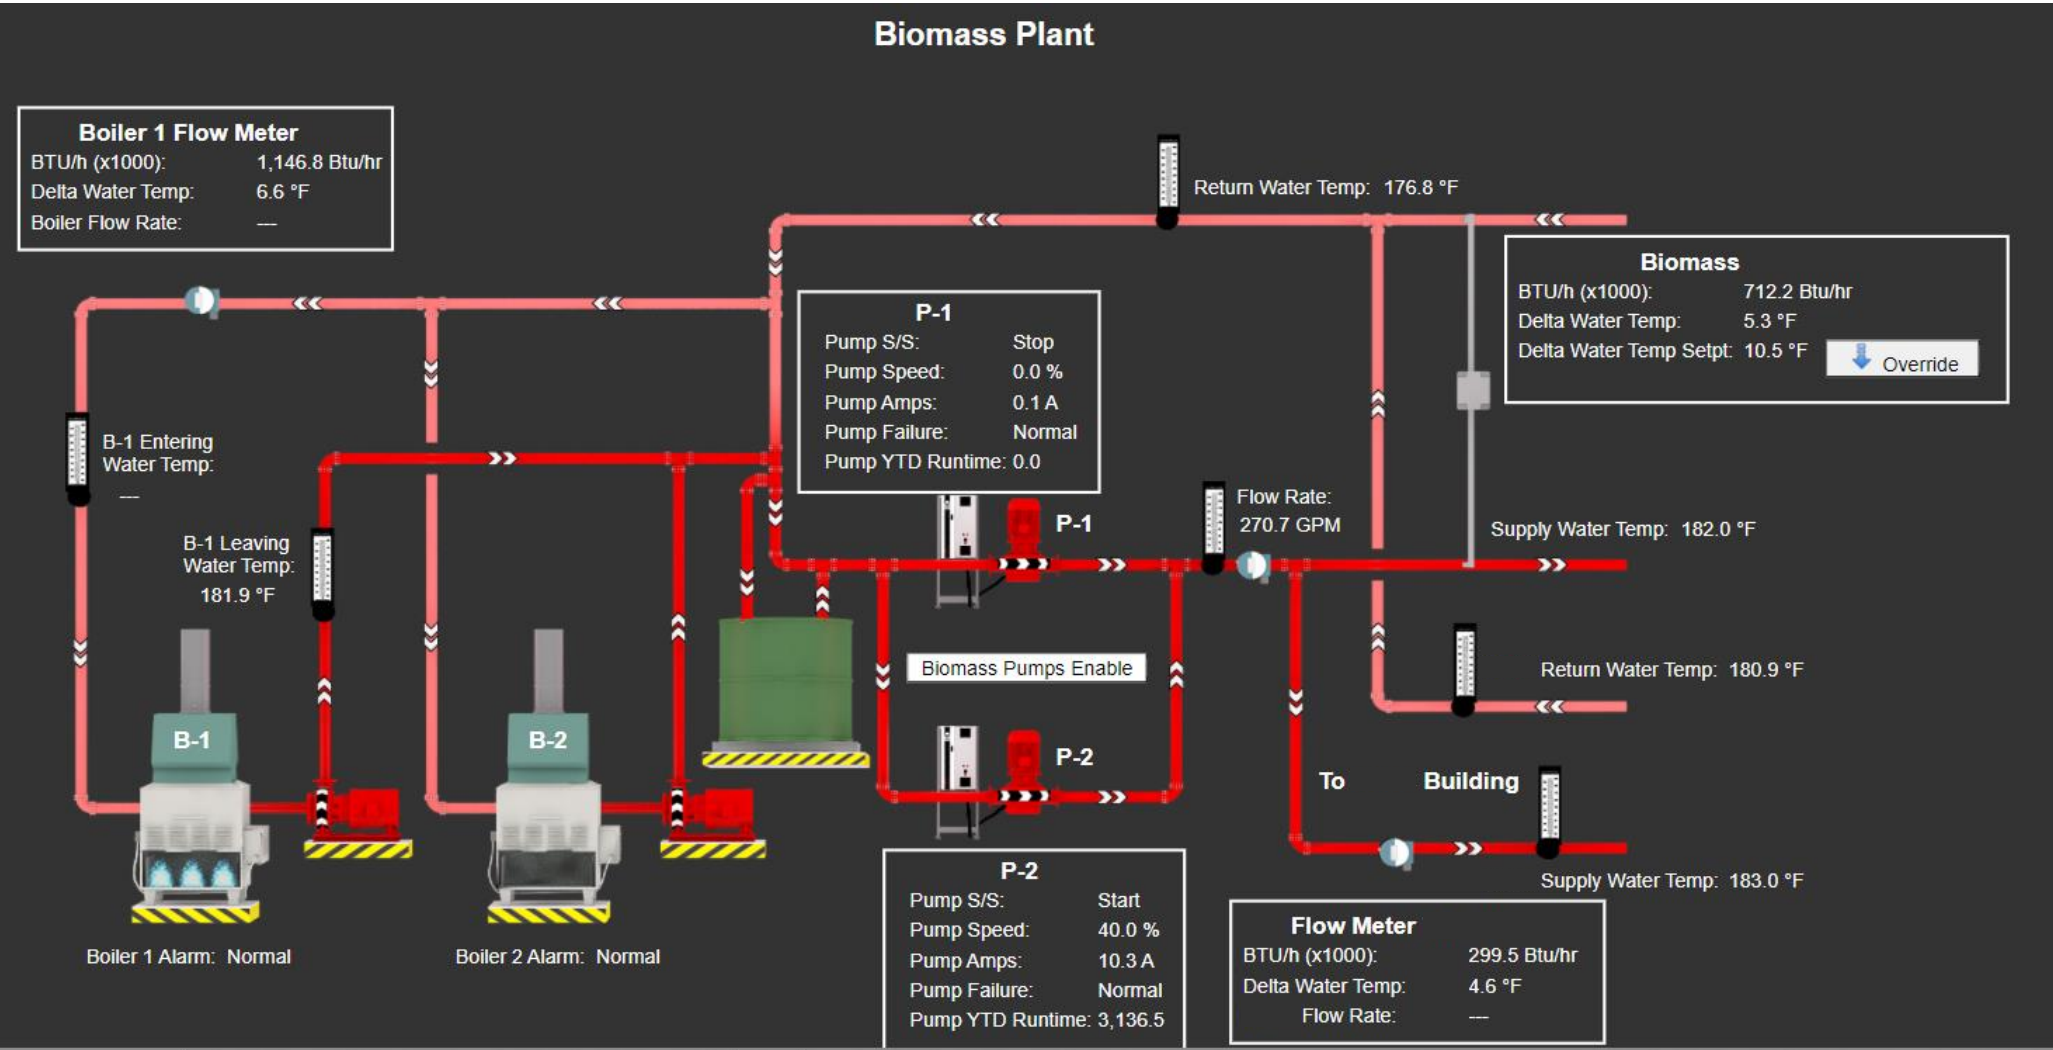 Biomass Plant
Boiler 1 Flow Meter
BTU/h (x1000): 1,146.8 Btu/hr
Delta Water Temp: 6.6 °F
Boiler Flow Rate: ---
Return Water Temp: 176.8 °F
Biomass
BTU/h (x1000): 712.2 Btu/hr
Delta Water Temp: 5.3 °F
Delta Water Temp Setpt: 10.5 °F
Override
P-1
Pump S/S: Stop
Pump Speed: 0.0 %
Pump Amps: 0.1 A
Pump Failure: Normal
Pump YTD Runtime: 0.0
B-1 Entering
Water Temp:
---
B-1 Leaving
Water Temp:
181.9 °F
P-1
Flow Rate:
270.7 GPM
Supply Water Temp: 182.0 °F
Biomass Pumps Enable
Return Water Temp: 180.9 °F
B-1
B-2
P-2
To Building
Supply Water Temp: 183.0 °F
Boiler 1 Alarm: Normal
Boiler 2 Alarm: Normal
P-2
Pump S/S: Start
Pump Speed: 40.0 %
Pump Amps: 10.3 A
Pump Failure: Normal
Pump YTD Runtime: 3,136.5
Flow Meter
BTU/h (x1000): 299.5 Btu/hr
Delta Water Temp: 4.6 °F
Flow Rate: ---